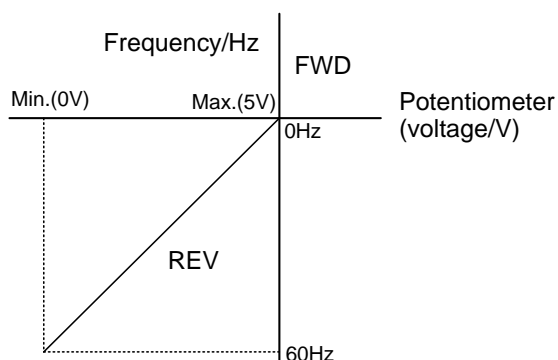 Frequency/Hz
FWD
Min.(0V)
Max.(5V)
Potentiometer
(voltage/V)
0Hz
REV
60Hz